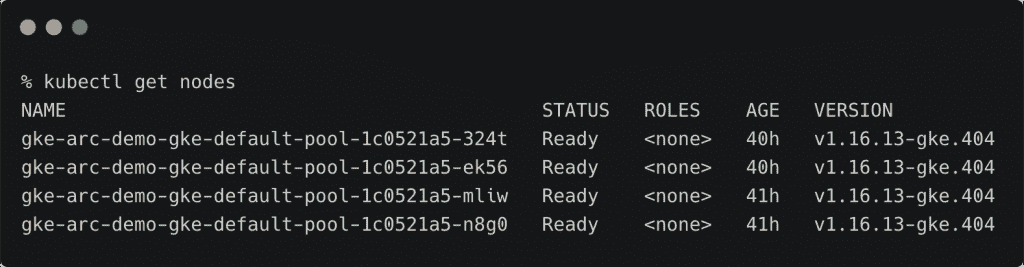 % kubectl get nodes
NAME STATUS ROLES AGE VERSION
gke-arc-demo-gke-default-pool-1c0521a5-324t Ready <none> 40h v1.16.13-gke.404
gke-arc-demo-gke-default-pool-1c0521a5-ek56 Ready <none> 40h v1.16.13-gke.404
gke-arc-demo-gke-default-pool-1c0521a5-mliw Ready <none> 41h v1.16.13-gke.404
gke-arc-demo-gke-default-pool-1c0521a5-n8g0 Ready <none> 41h v1.16.13-gke.404